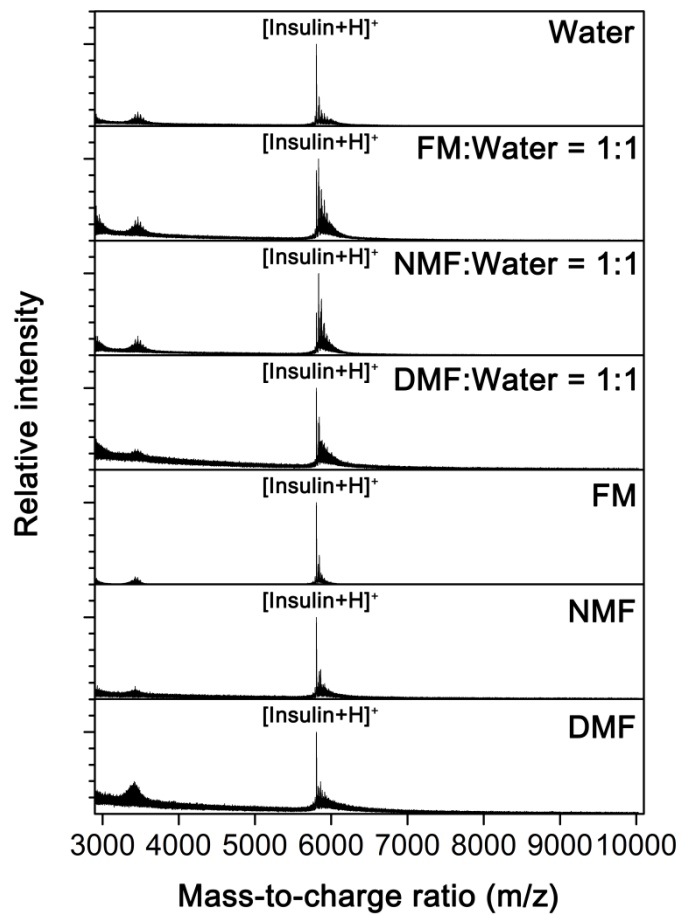 [Insulin+H]⁺
Water
[Insulin+H]⁺
FM:Water = 1:1
[Insulin+H]⁺
NMF:Water = 1:1
[Insulin+H]⁺
DMF:Water = 1:1
[Insulin+H]⁺
FM
[Insulin+H]⁺
NMF
[Insulin+H]⁺
DMF
Relative intensity
3000 4000 5000 6000 7000 8000 9000 10000
Mass-to-charge ratio (m/z)